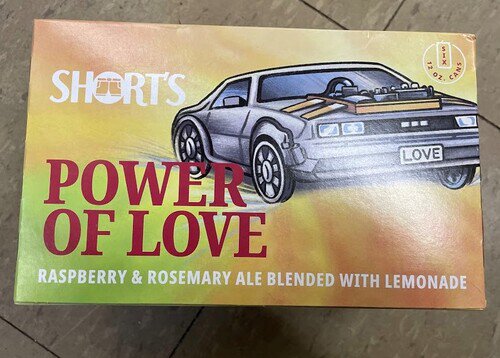 SHORT'S
SIX
12 OZ. CANS
LOVE
POWER
OF LOVE
RASPBERRY & ROSEMARY ALE BLENDED WITH LEMONADE